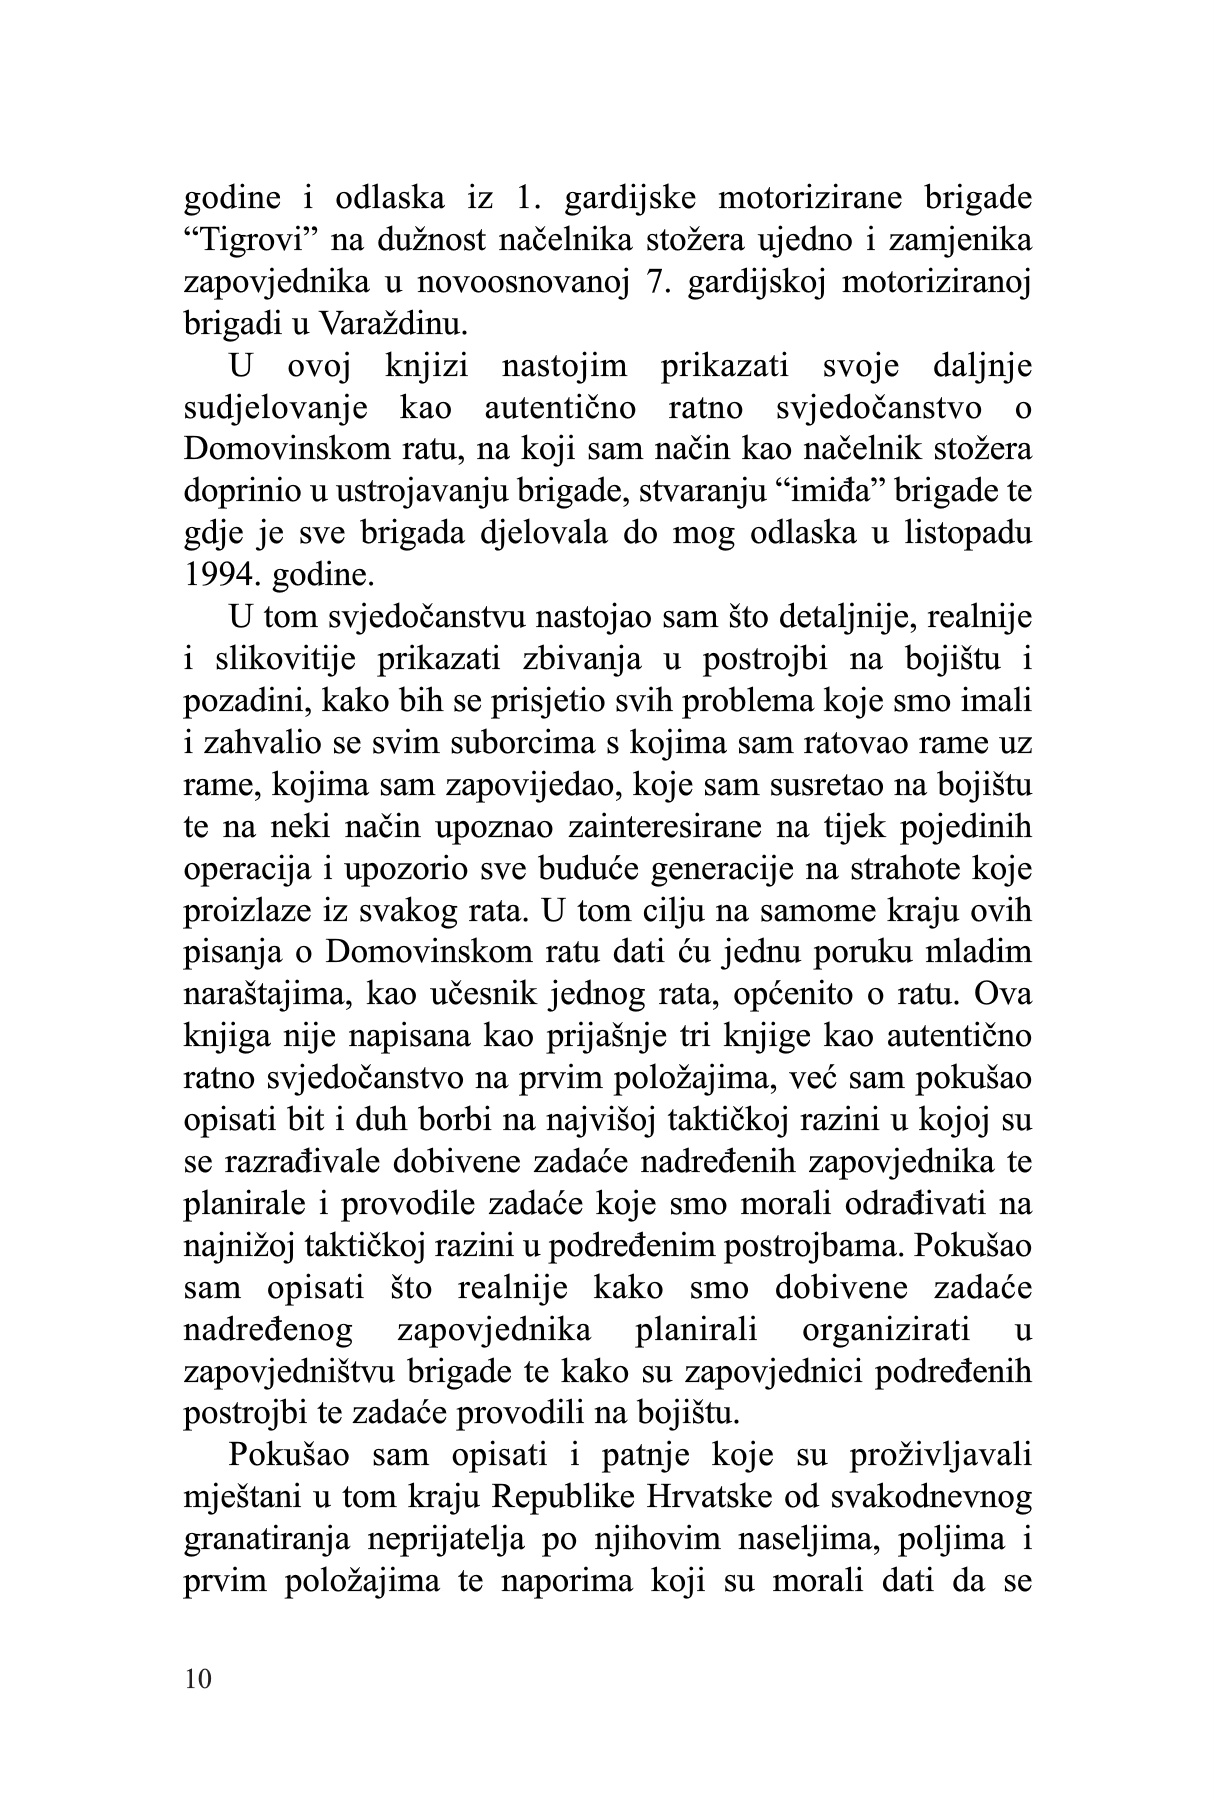 godine i odlaska iz 1. gardijske motorizirane brigade
“Tigrovi” na dužnost načelnika stožera ujedno i zamjenika
zapovjednika u novoosnovanoj 7. gardijskoj motoriziranoj
brigadi u Varaždinu.
U ovoj knjizi nastojim prikazati svoje daljnje
sudjelovanje kao autentično ratno svjedočanstvo o
Domovinskom ratu, na koji sam način kao načelnik stožera
doprinio u ustrojavanju brigade, stvaranju “imiđa” brigade te
gdje je sve brigada djelovala do mog odlaska u listopadu
1994. godine.
U tom svjedočanstvu nastojao sam što detaljnije, realnije
i slikovitije prikazati zbivanja u postrojbi na bojištu i
pozadini, kako bih se prisjetio svih problema koje smo imali
i zahvalio se svim suborcima s kojima sam ratovao rame uz
rame, kojima sam zapovijedao, koje sam susretao na bojištu
te na neki način upoznao zainteresirane na tijek pojedinih
operacija i upozorio sve buduće generacije na strahote koje
proizlaze iz svakog rata. U tom cilju na samome kraju ovih
pisanja o Domovinskom ratu dati ću jednu poruku mladim
naraštajima, kao učesnik jednog rata, općenito o ratu. Ova
knjiga nije napisana kao prijašnje tri knjige kao autentično
ratno svjedočanstvo na prvim položajima, već sam pokušao
opisati bit i duh borbi na najvišoj taktičkoj razini u kojoj su
se razrađivale dobivene zadaće nadređenih zapovjednika te
planirale i provodile zadaće koje smo morali odrađivati na
najnižoj taktičkoj razini u podređenim postrojbama. Pokušao
sam opisati što realnije kako smo dobivene zadaće
nadređenog zapovjednika planirali organizirati u
zapovjedništvu brigade te kako su zapovjednici podređenih
postrojbi te zadaće provodili na bojištu.
Pokušao sam opisati i patnje koje su proživljavali
mještani u tom kraju Republike Hrvatske od svakodnevnog
granatiranja neprijatelja po njihovim naseljima, poljima i
prvim položajima te naporima koji su morali dati da se
10